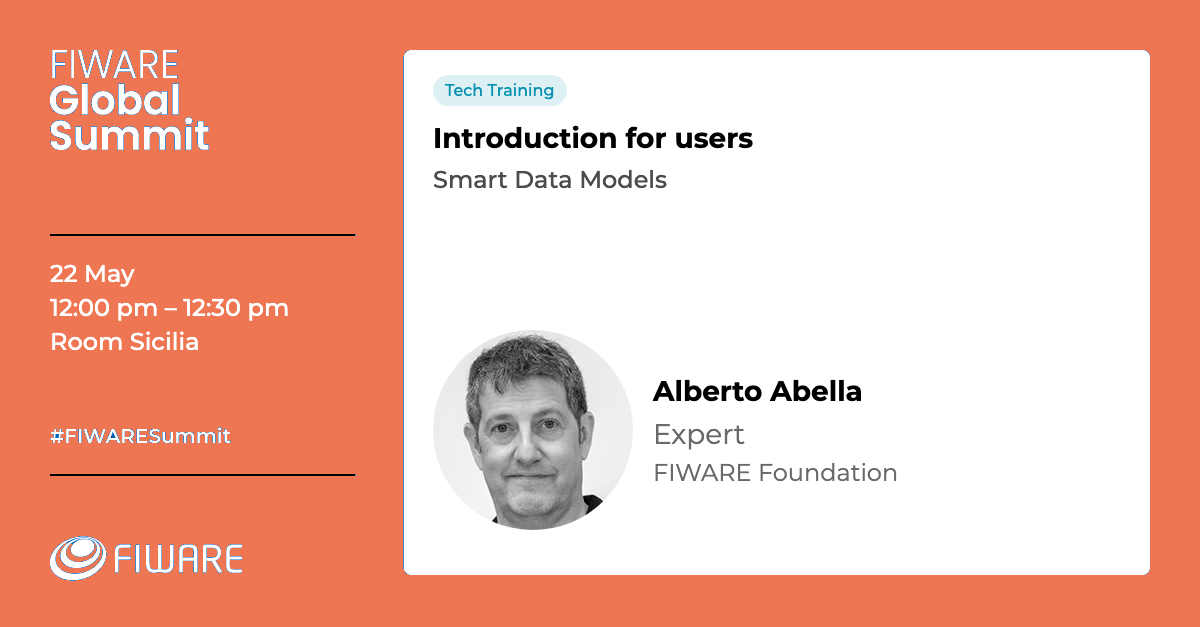 FIWARE
Global
Summit
22 May
12:00 pm – 12:30 pm
Room Sicilia
#FIWARESummit
FIWARE
Tech Training
Introduction for users
Smart Data Models
Alberto Abella
Expert
FIWARE Foundation